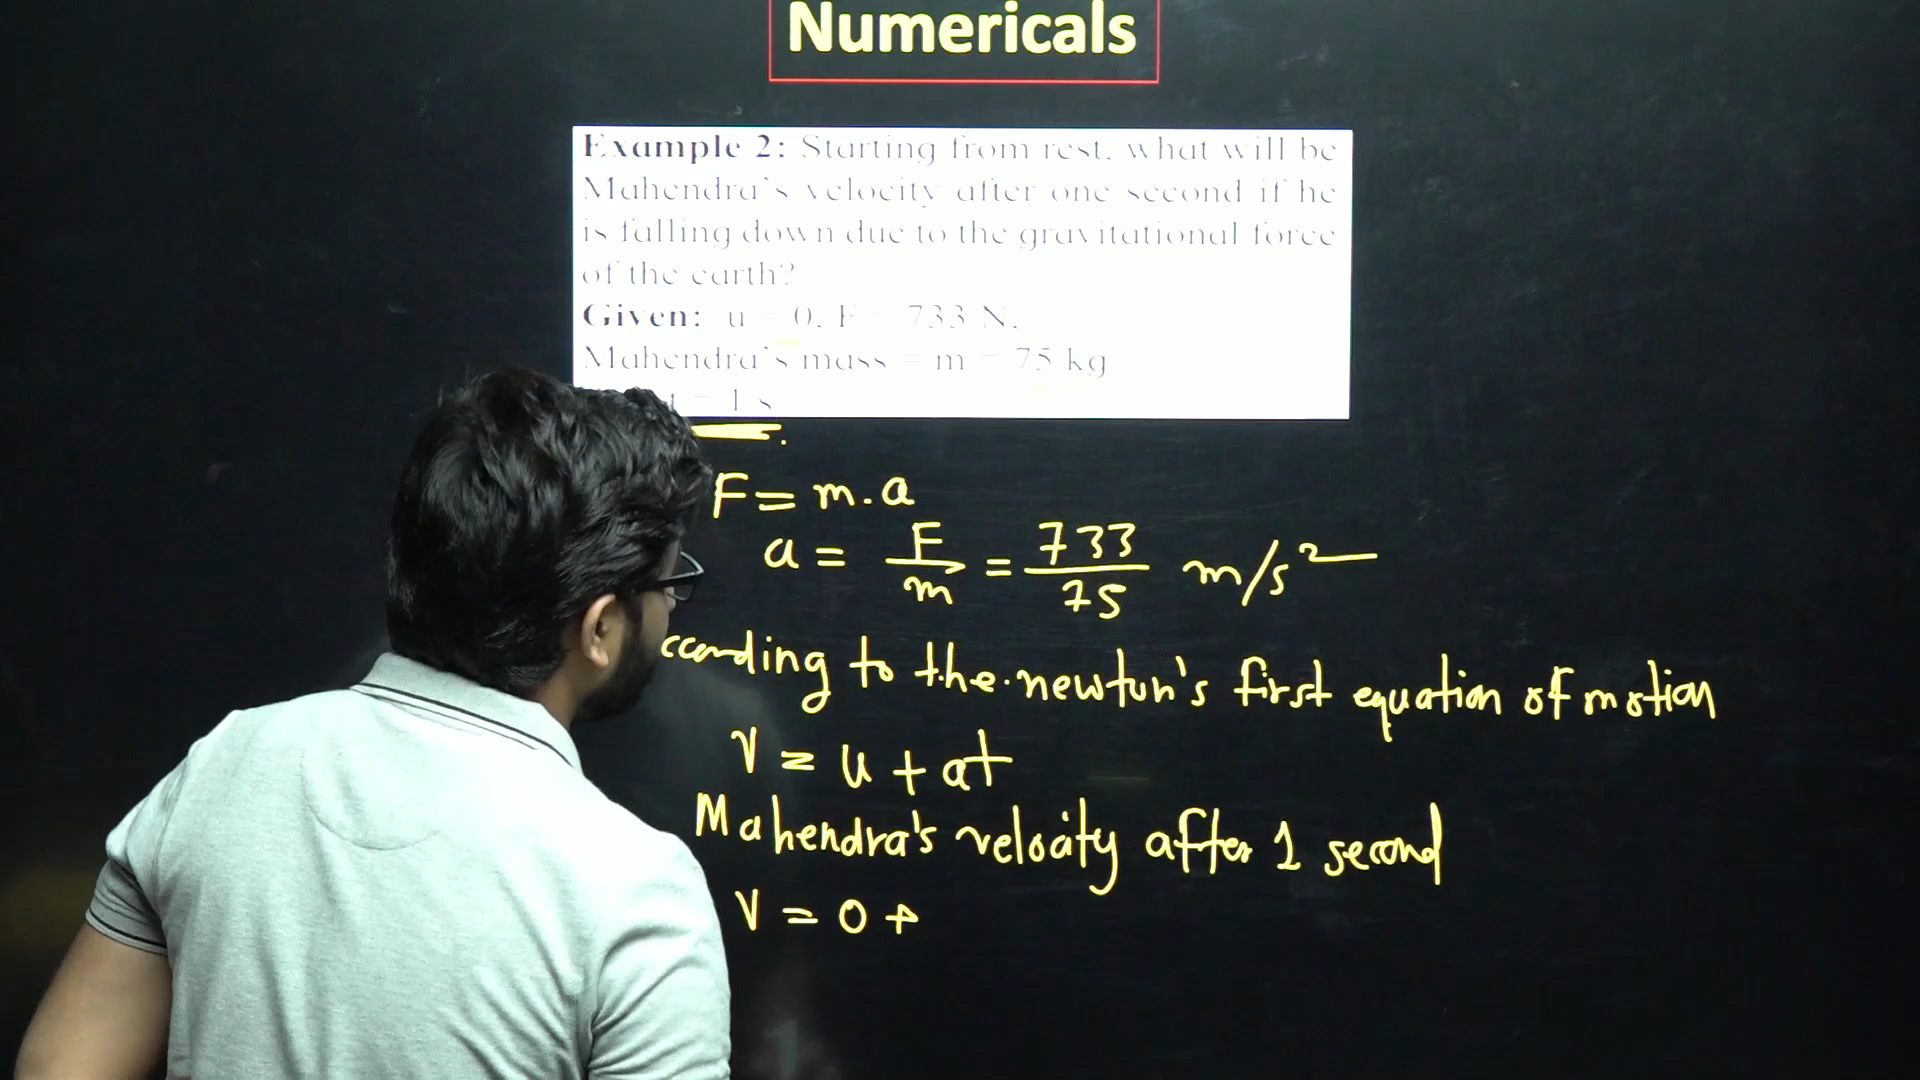 Numericals
Example 2: Starting from rest, what will be
Mahendra's velocity after one second if he
is falling down due to the gravitational force
of the earth?
Given: u = 0, F = 733 N,
Mahendra's mass = m = 75 kg
t = 1 s
F = m.a
a = F/m = 733/75 m/s²
ccording to the newton's first equation of motion
v = u + at
Mahendra's velocity after 1 second
v = 0 +